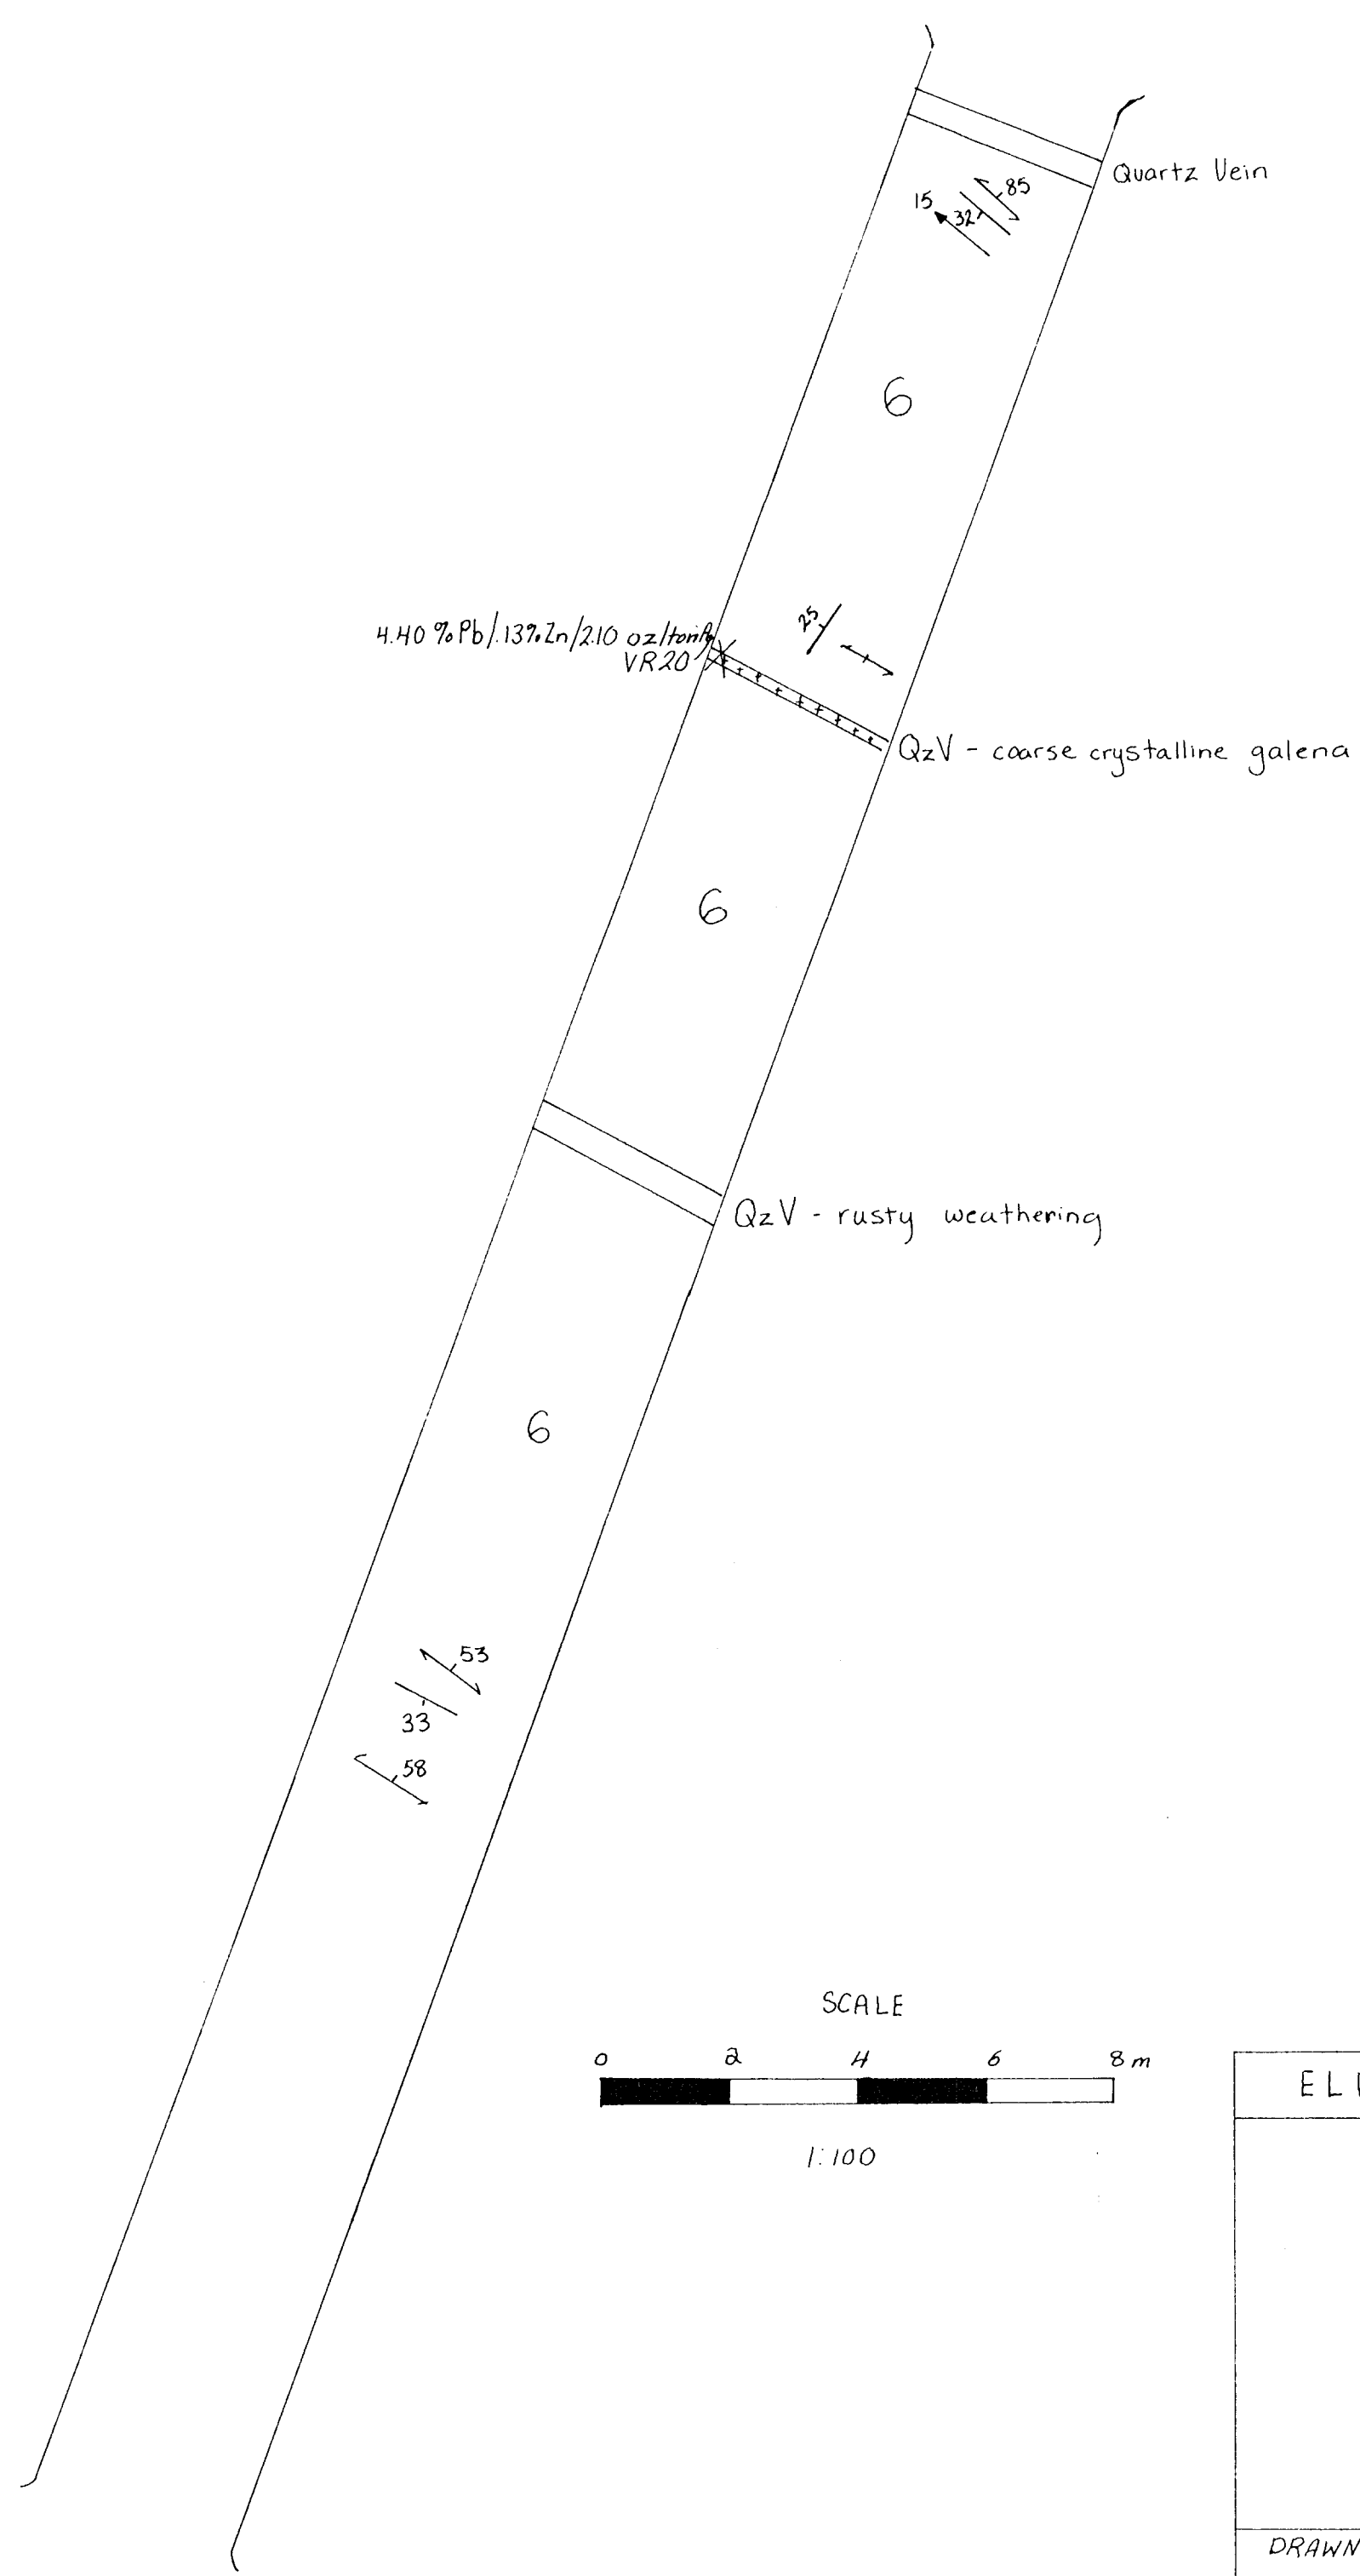 Quartz Vein
85
15
32
6
25
4.40 %Pb/.13%Zn/2.10 oz/ton Ag
VR20
QzV - coarse crystalline galena
6
QzV - rusty weathering
6
53
33
58
SCALE
0 2 4 6 8 m
1:100
DRAWN